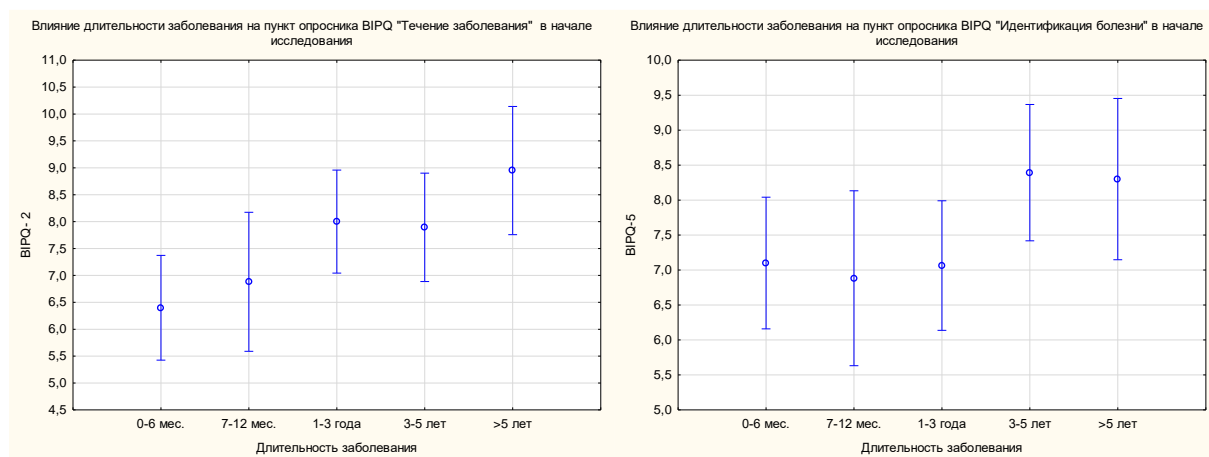 Влияние длительности заболевания на пункт опросника BIPQ "Течение заболевания" в начале
исследования
11,0
10,5
10,0
9,5
9,0
8,5
8,0
7,5
7,0
6,5
6,0
5,5
5,0
4,5
BIPQ- 2
0-6 мес.
7-12 мес.
1-3 года
3-5 лет
>5 лет
Длительность заболевания
Влияние длительности заболевания на пункт опросника BIPQ "Идентификация болезни" в начале
исследования
10,0
9,5
9,0
8,5
8,0
7,5
7,0
6,5
6,0
5,5
5,0
BIPQ-5
0-6 мес.
7-12 мес.
1-3 года
3-5 лет
>5 лет
Длительность заболевания